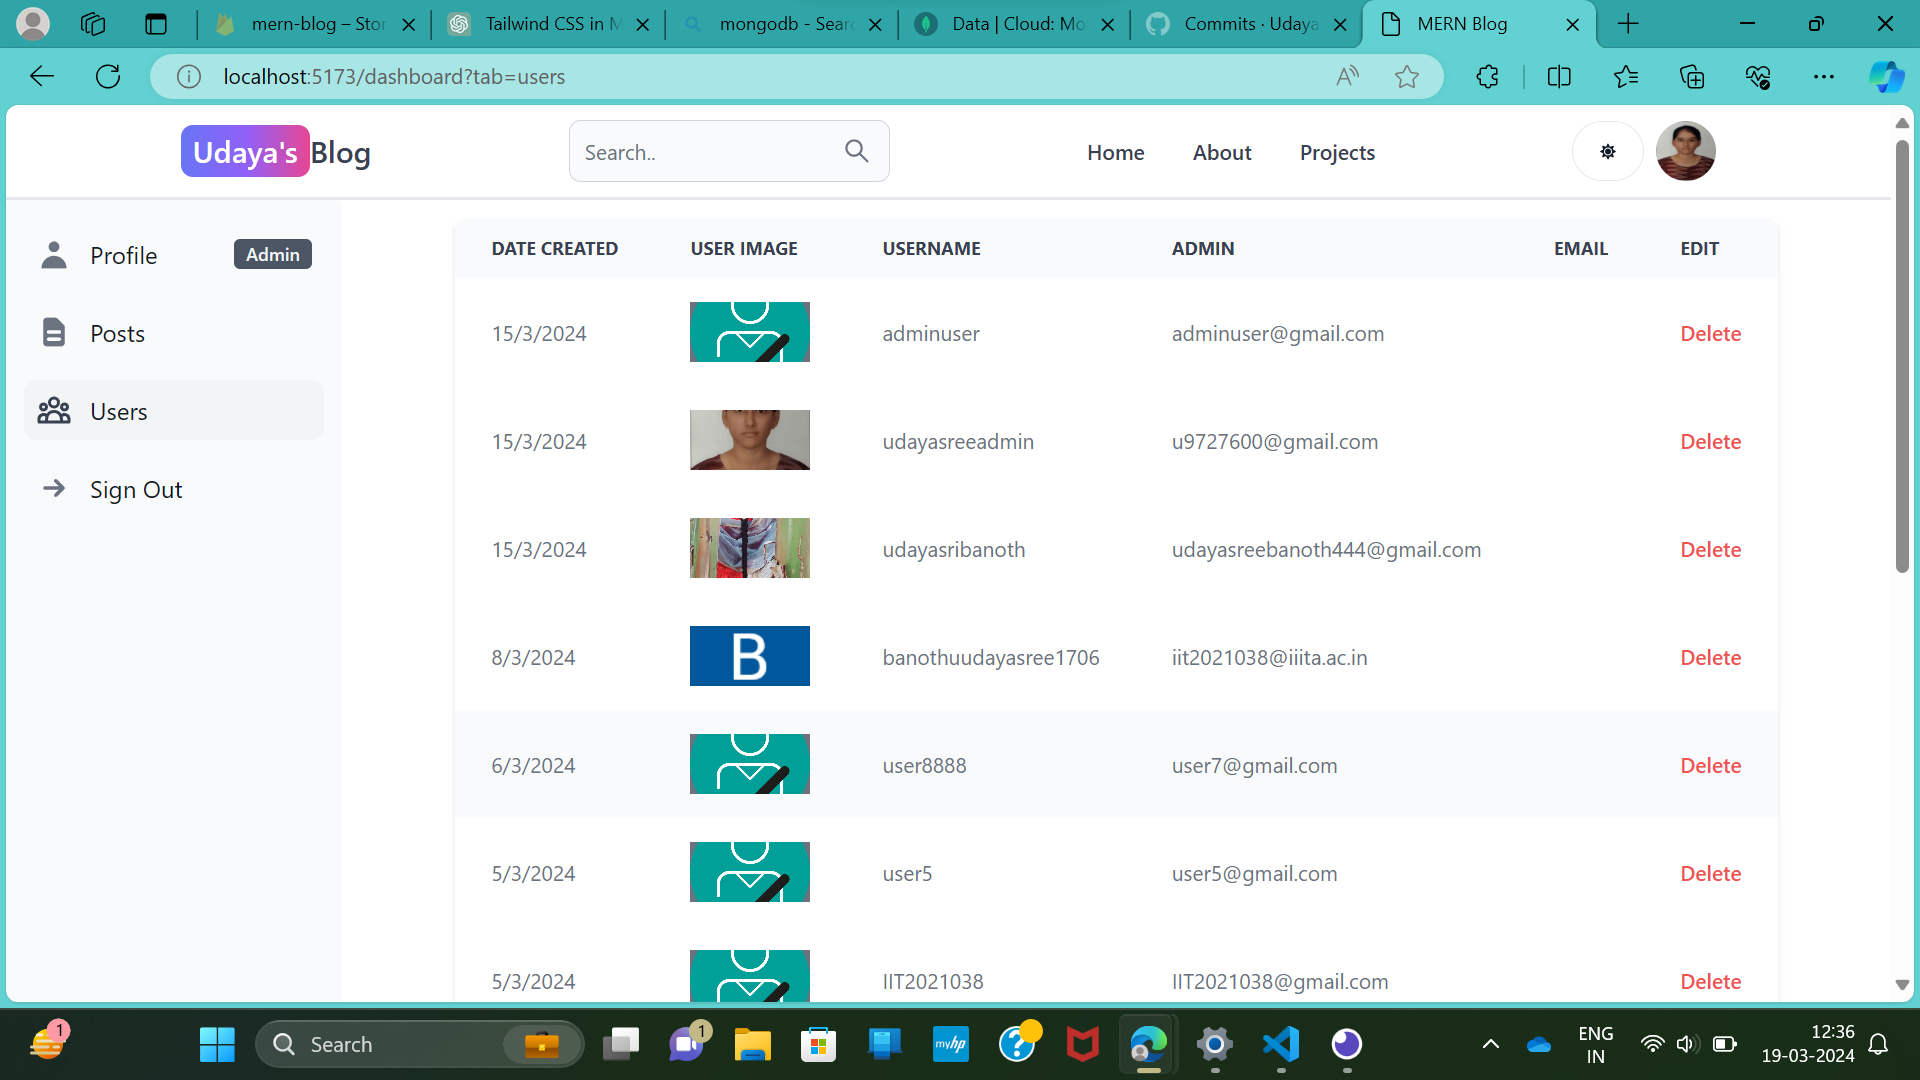 mern-blog – Stor
Tailwind CSS in M
mongodb - Searc
Data | Cloud: Mo
Commits · Udaya
MERN Blog
localhost:5173/dashboard?tab=users
Udaya's Blog
Search..
Home
About
Projects
Profile
Admin
Posts
Users
Sign Out
DATE CREATED USER IMAGE USERNAME ADMIN EMAIL EDIT
15/3/2024 adminuser adminuser@gmail.com Delete
15/3/2024 udayasreeadmin u9727600@gmail.com Delete
15/3/2024 udayasribanoth udayasreebanoth444@gmail.com Delete
8/3/2024 B banothuudayasree1706 iit2021038@iiita.ac.in Delete
6/3/2024 user8888 user7@gmail.com Delete
5/3/2024 user5 user5@gmail.com Delete
5/3/2024 IIT2021038 IIT2021038@gmail.com Delete
1
Search
1
myhp
?
ENG
IN
12:36
19-03-2024